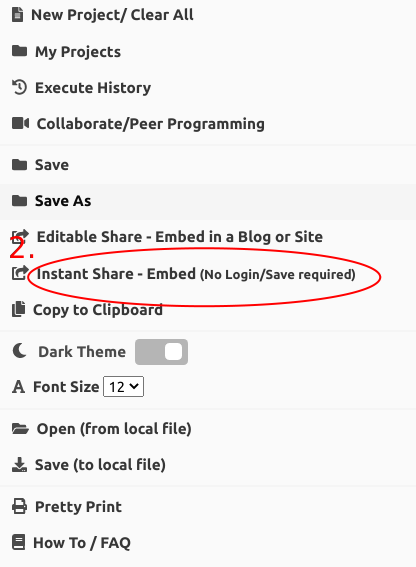 New Project/ Clear All
My Projects
Execute History
Collaborate/Peer Programming
Save
Save As
2.
Editable Share - Embed in a Blog or Site
Instant Share - Embed (No Login/Save required)
Copy to Clipboard
Dark Theme
A Font Size 12
Open (from local file)
Save (to local file)
Pretty Print
How To / FAQ